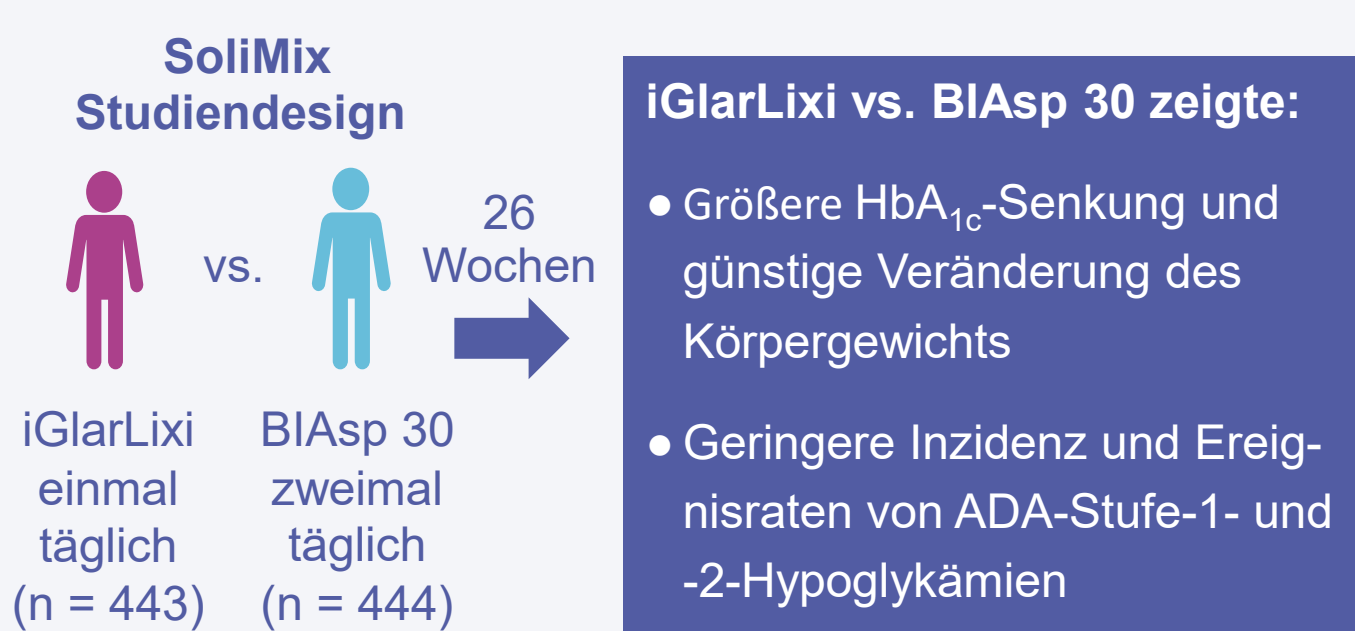 SoliMix
Studiendesign
vs.
26
Wochen
iGlarLixi
einmal
täglich
(n = 443)
BIAsp 30
zweimal
täglich
(n = 444)
iGlarLixi vs. BIAsp 30 zeigte:
● Größere HbA1c-Senkung und
günstige Veränderung des
Körpergewichts
● Geringere Inzidenz und Ereig-
nisraten von ADA-Stufe-1- und
-2-Hypoglykämien